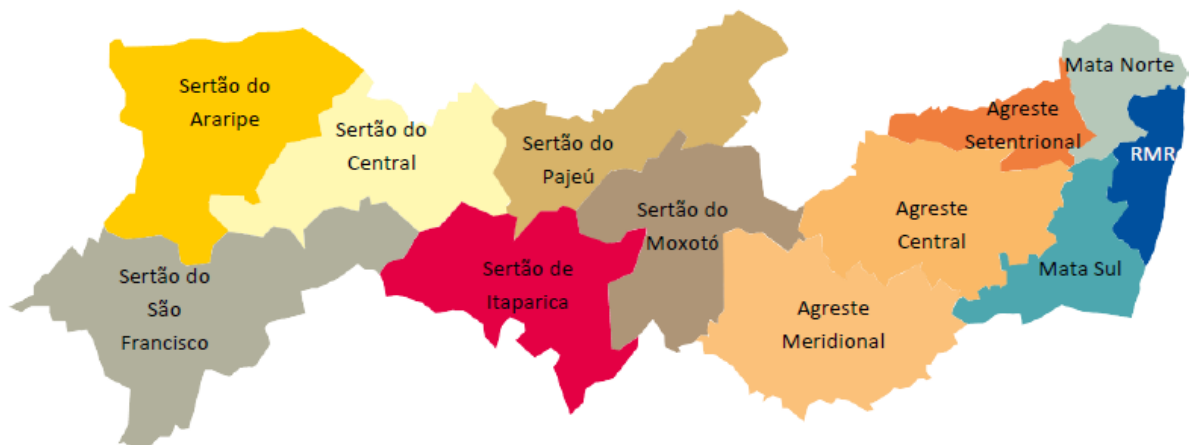 Sertão do
Araripe
Sertão do
Central
Sertão do
Pajeú
Sertão do
Moxotó
Sertão de
Itaparica
Sertão do
São
Francisco
Agreste
Setentrional
Mata Norte
RMR
Agreste
Central
Mata Sul
Agreste
Meridional